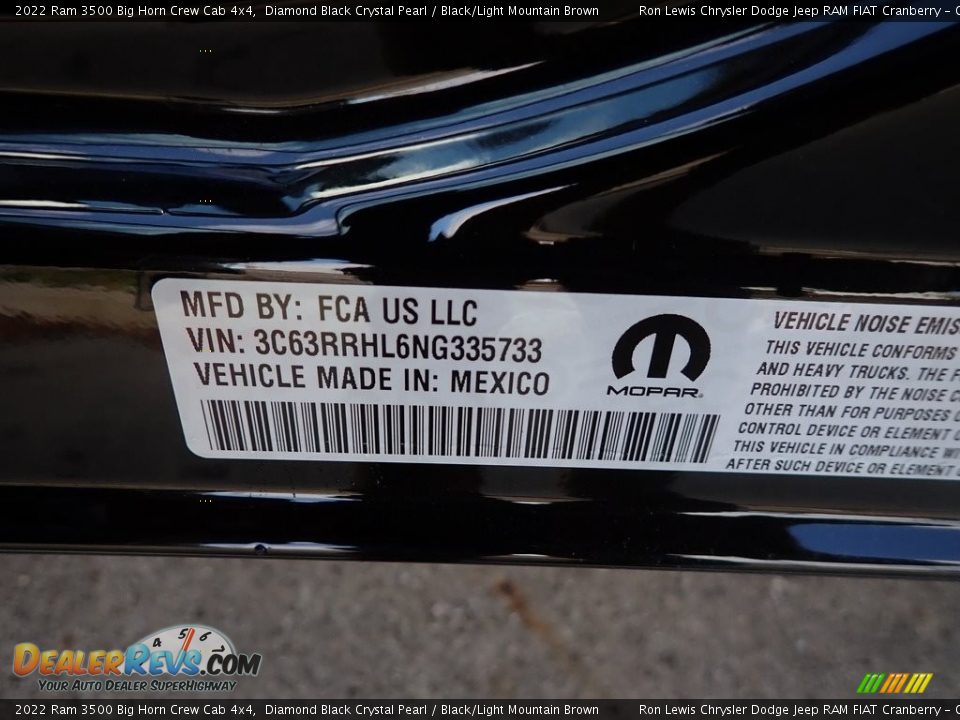 2022 Ram 3500 Big Horn Crew Cab 4x4, Diamond Black Crystal Pearl / Black/Light Mountain Brown Ron Lewis Chrysler Dodge Jeep RAM FIAT Cranberry –
MFD BY: FCA US LLC
VIN: 3C63RRHL6NG335733
VEHICLE MADE IN: MEXICO
MOPAR
VEHICLE NOISE
THIS VEHICLE CONFORMS
AND HEAVY TRUCKS. THE
PROHIBITED BY THE NOISE
OTHER THAN FOR PURPOSES
CONTROL DEVICE OR ELEMENT
THIS VEHICLE IN COMPLIANCE
AFTER SUCH DEVICE OR ELEMENT
4 5 6
DealerRevs.com
Your Auto Dealer SuperHighway
2022 Ram 3500 Big Horn Crew Cab 4x4, Diamond Black Crystal Pearl / Black/Light Mountain Brown Ron Lewis Chrysler Dodge Jeep RAM FIAT Cranberry –